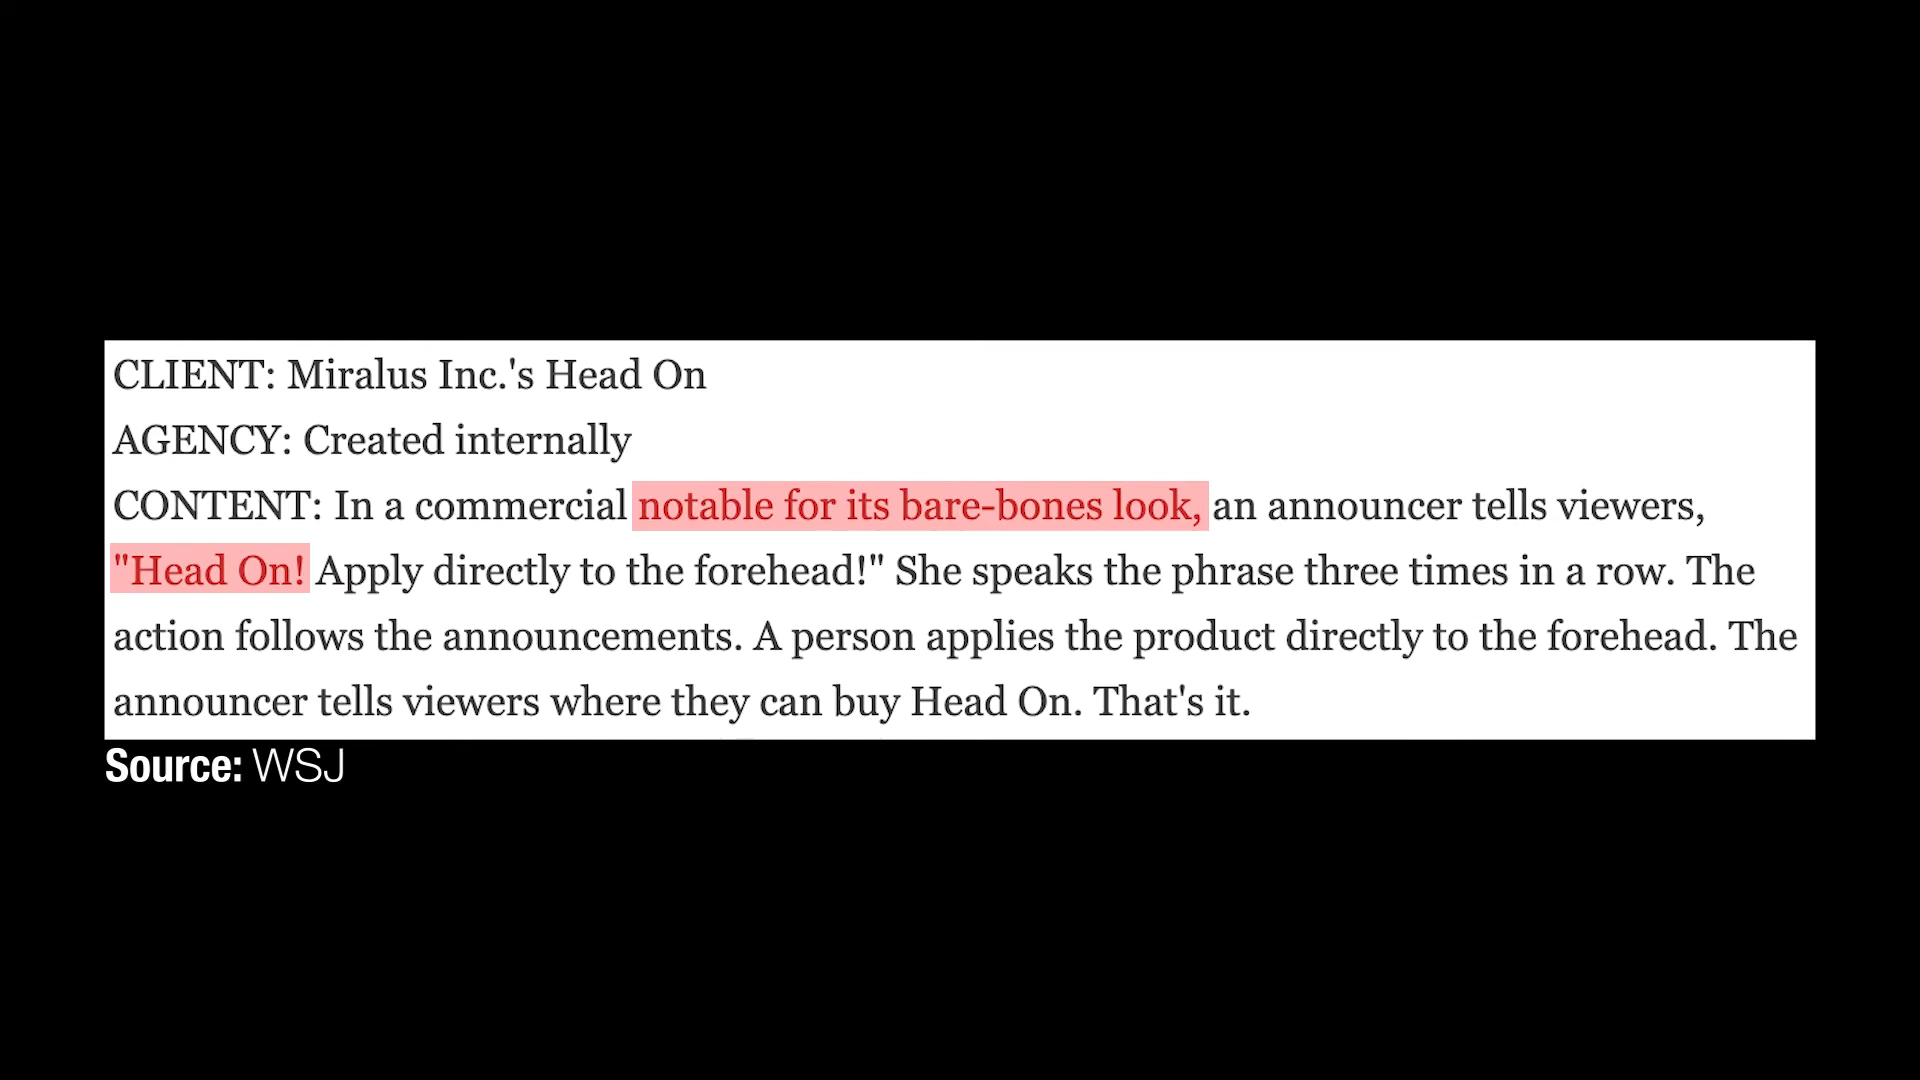 CLIENT: Miralus Inc.'s Head On
AGENCY: Created internally
CONTENT: In a commercial notable for its bare-bones look, an announcer tells viewers,
"Head On! Apply directly to the forehead!" She speaks the phrase three times in a row. The
action follows the announcements. A person applies the product directly to the forehead. The
announcer tells viewers where they can buy Head On. That's it.
Source: WSJ